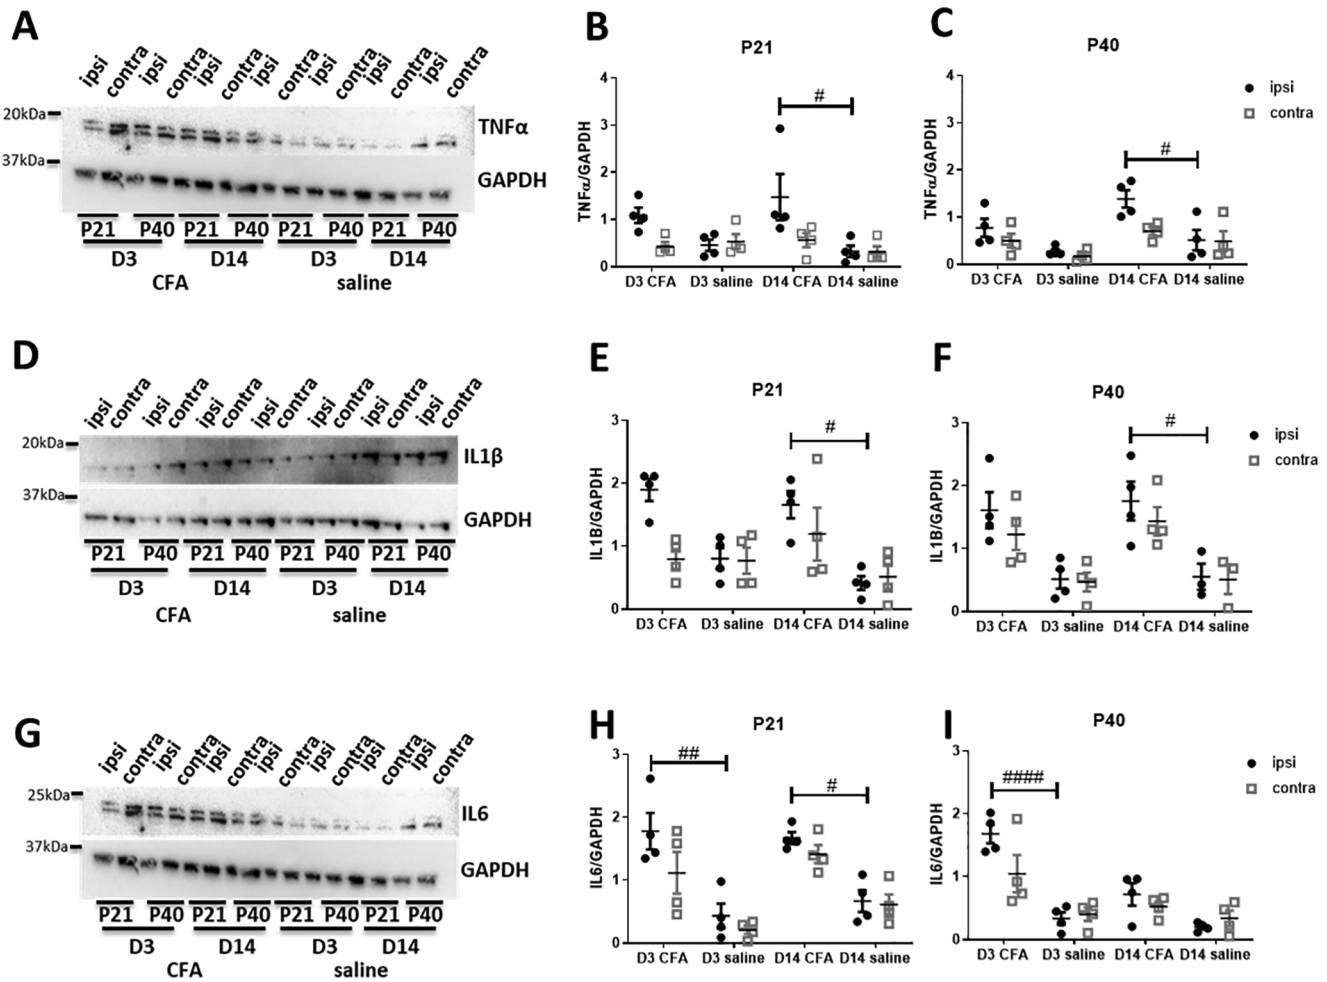 A
ipsi contra ipsi contra ipsi contra ipsi contra ipsi contra ipsi contra ipsi contra
20kDa
TNFα
37kDa
GAPDH
P21 P40 P21 P40 P21 P40 P21 P40
D3 D14 D3 D14
CFA saline
B
P21
TNFα/GAPDH
4
3
2
1
0
#
D3 CFA D3 saline D14 CFA D14 saline
C
P40
TNFα/GAPDH
4
3
2
1
0
#
D3 CFA D3 saline D14 CFA D14 saline
ipsi
contra
D
ipsi contra ipsi contra ipsi contra ipsi contra ipsi contra ipsi contra ipsi contra
20kDa
IL1β
37kDa
GAPDH
P21 P40 P21 P40 P21 P40 P21 P40
D3 D14 D3 D14
CFA saline
E
P21
IL1B/GAPDH
3
2
1
0
#
D3 CFA D3 saline D14 CFA D14 saline
F
P40
IL1B/GAPDH
3
2
1
0
#
D3 CFA D3 saline D14 CFA D14 saline
ipsi
contra
G
ipsi contra ipsi contra ipsi contra ipsi contra ipsi contra ipsi contra ipsi contra
25kDa
IL6
37kDa
GAPDH
P21 P40 P21 P40 P21 P40 P21 P40
D3 D14 D3 D14
CFA saline
H
P21
IL6/GAPDH
3
2
1
0
##
#
D3 CFA D3 saline D14 CFA D14 saline
I
P40
IL6/GAPDH
3
2
1
0
####
D3 CFA D3 saline D14 CFA D14 saline
ipsi
contra